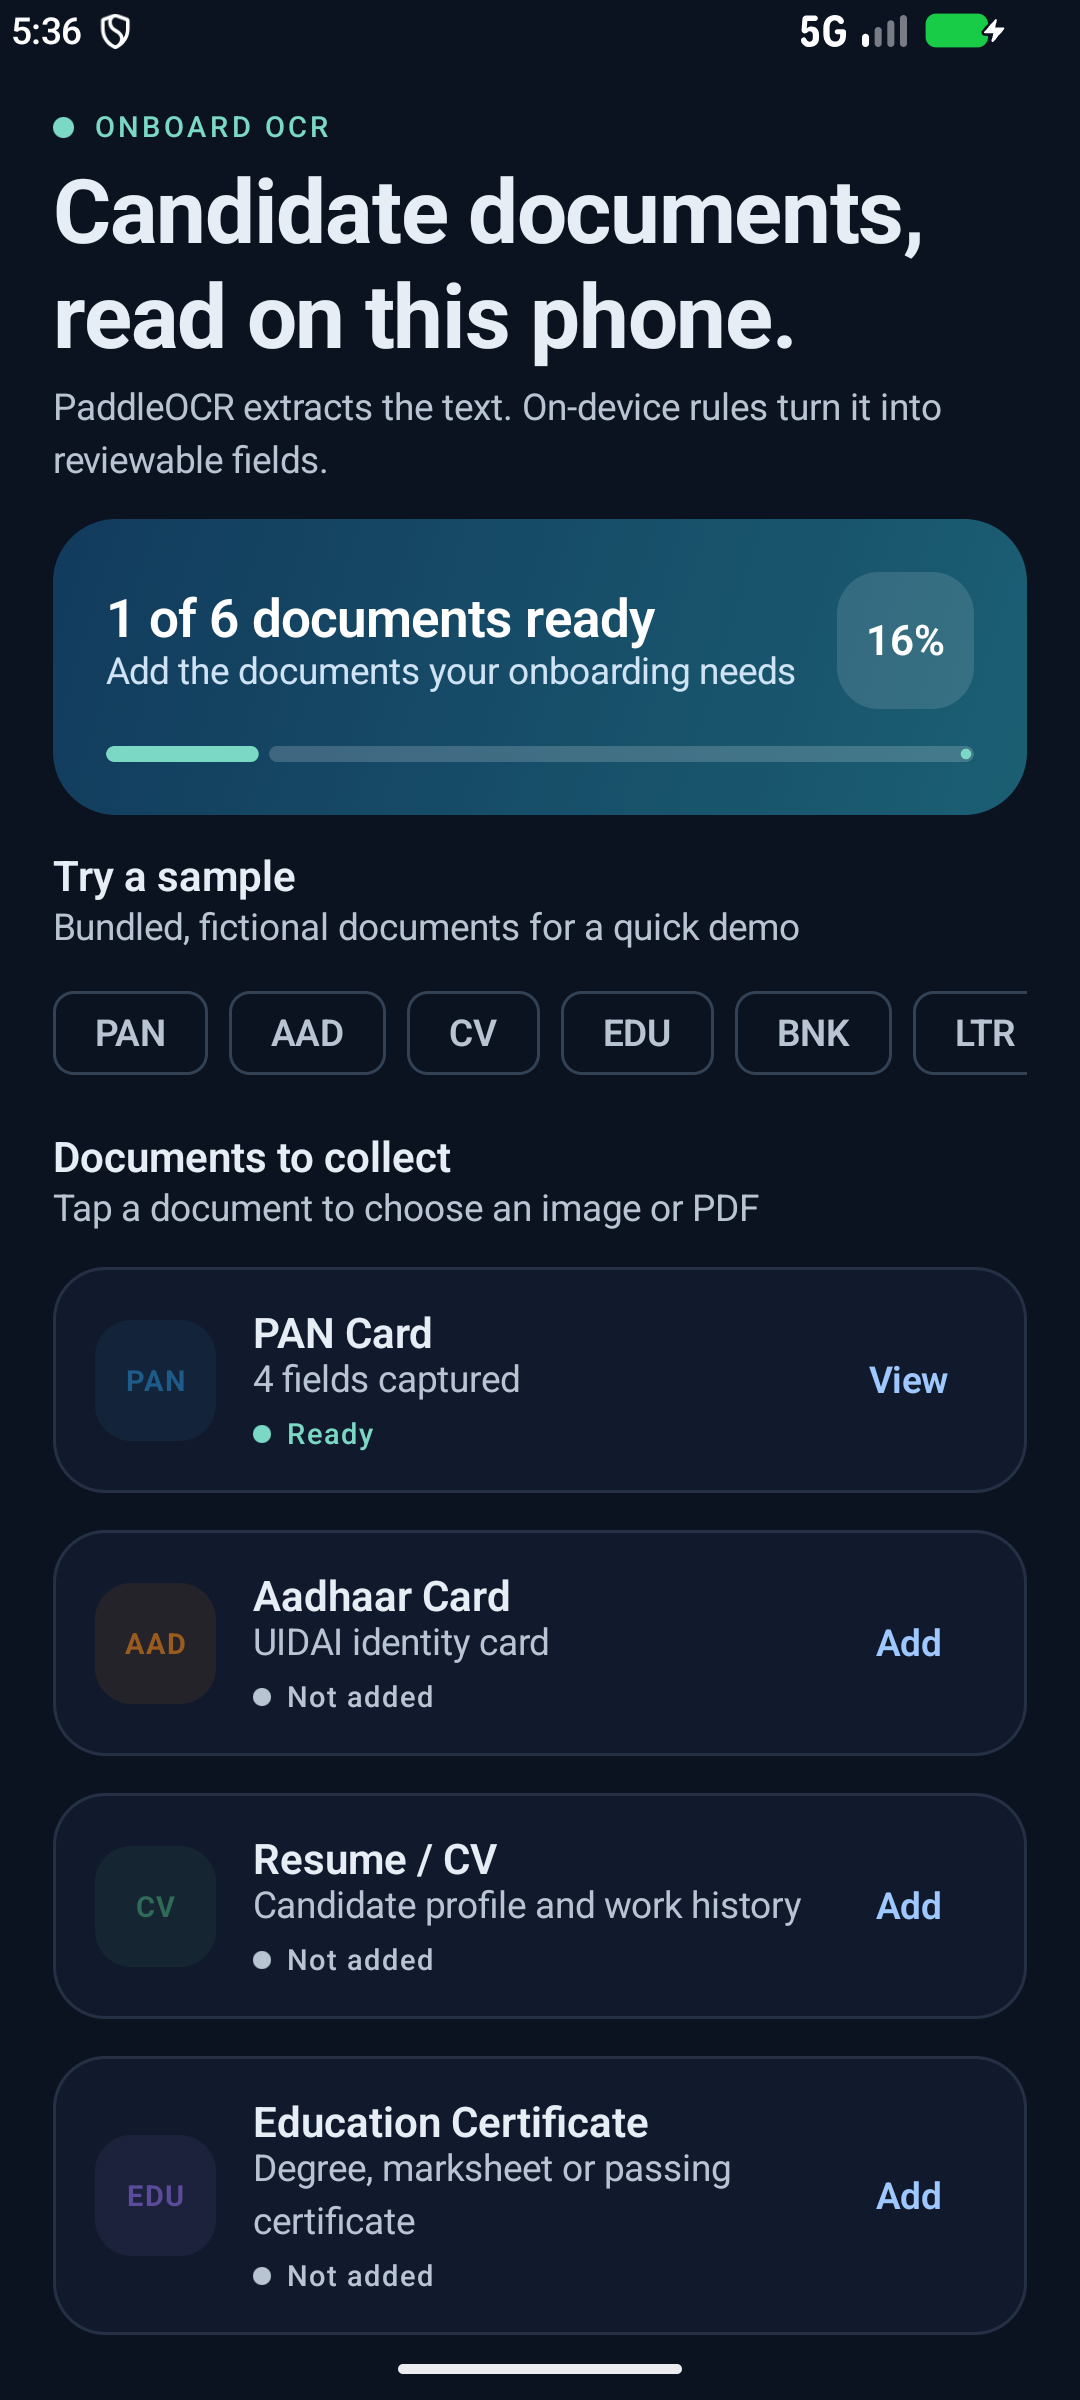 5:36
5G
ONBOARD OCR
Candidate documents,
read on this phone.
PaddleOCR extracts the text. On-device rules turn it into
reviewable fields.
1 of 6 documents ready
Add the documents your onboarding needs
16%
Try a sample
Bundled, fictional documents for a quick demo
PAN AAD CV EDU BNK LTR
Documents to collect
Tap a document to choose an image or PDF
PAN
PAN Card
4 fields captured
Ready
View
AAD
Aadhaar Card
UIDAI identity card
Not added
Add
CV
Resume / CV
Candidate profile and work history
Not added
Add
EDU
Education Certificate
Degree, marksheet or passing
certificate
Not added
Add